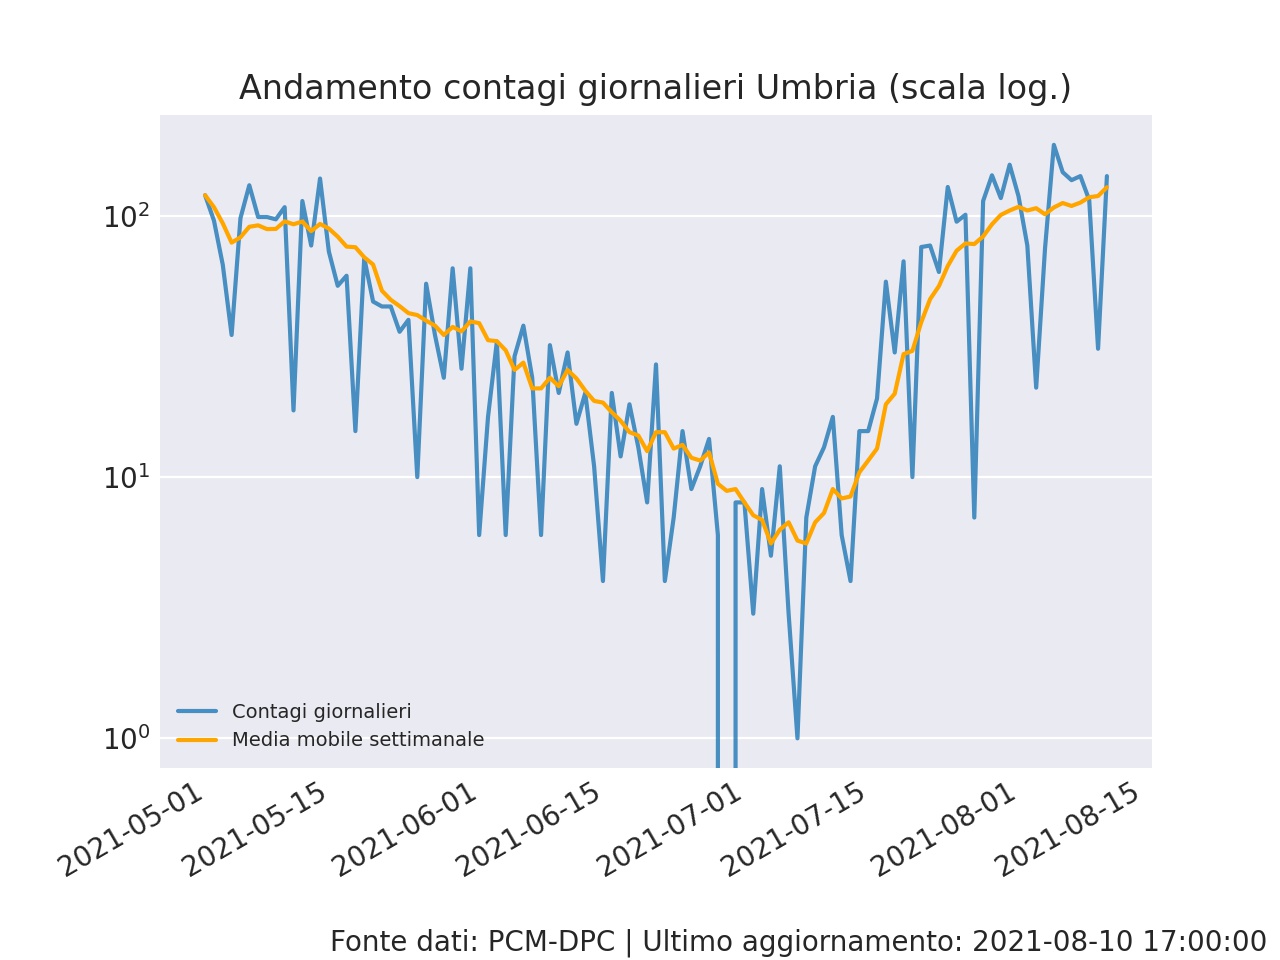 Andamento contagi giornalieri Umbria (scala log.)
10²
10¹
10⁰
Contagi giornalieri
Media mobile settimanale
2021-05-01
2021-05-15
2021-06-01
2021-06-15
2021-07-01
2021-07-15
2021-08-01
2021-08-15
Fonte dati: PCM-DPC | Ultimo aggiornamento: 2021-08-10 17:00:00